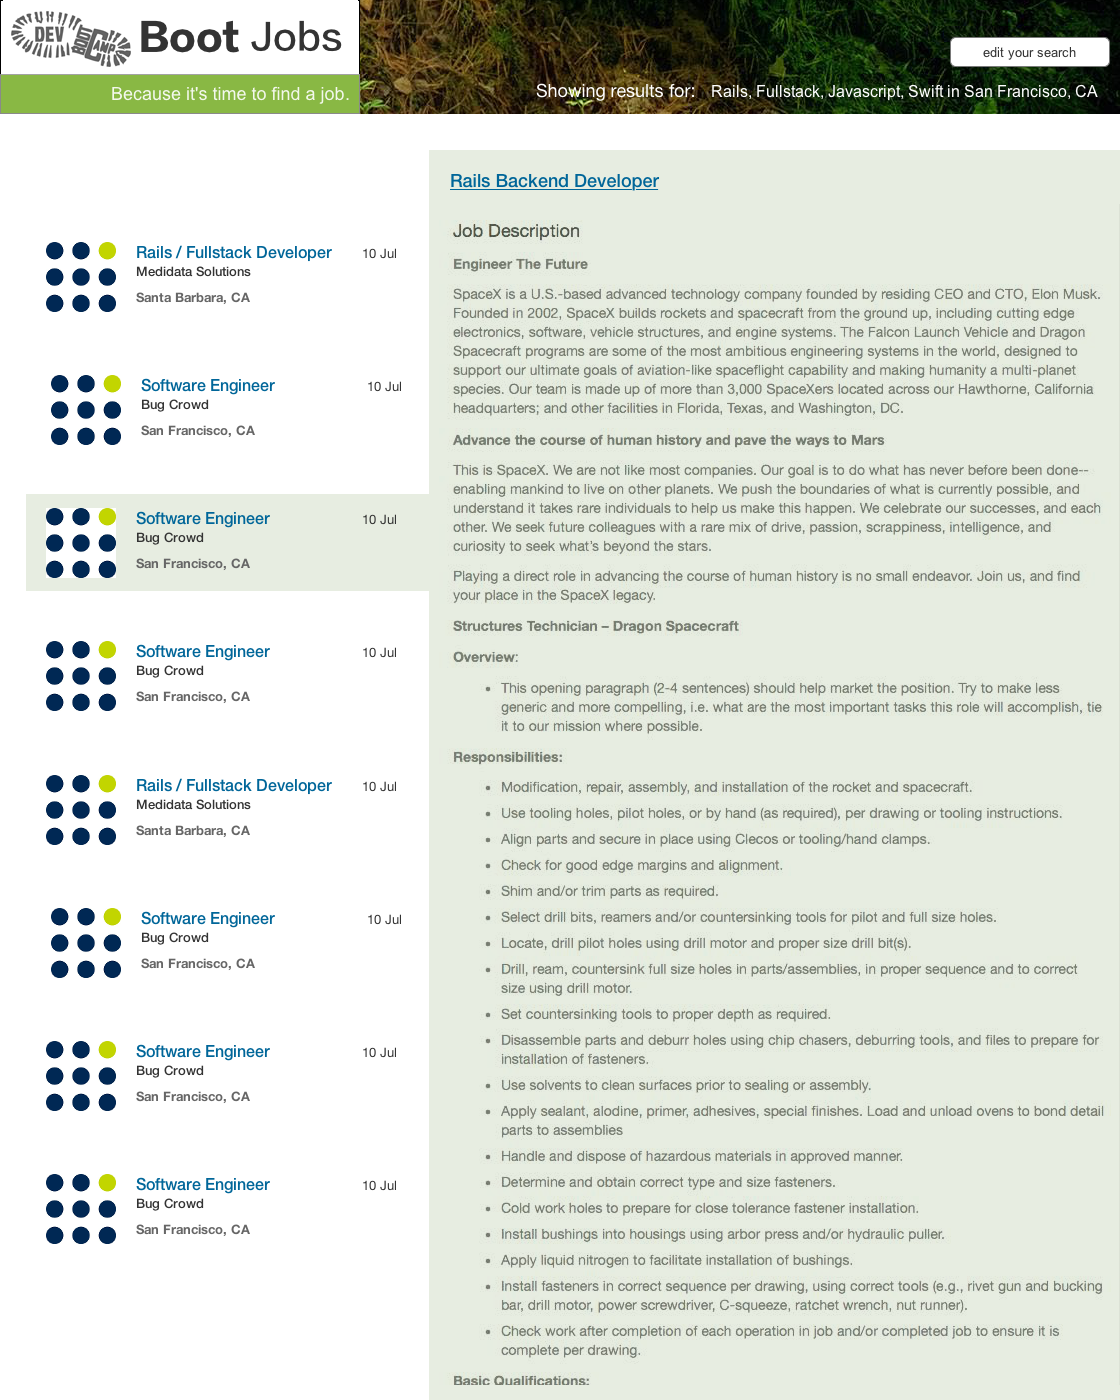 DEV BOOT CAMP
Boot Jobs
Because it's time to find a job.
edit your search
Showing results for: Rails, Fullstack, Javascript, Swift in San Francisco, CA
Rails / Fullstack Developer 10 Jul
Medidata Solutions
Santa Barbara, CA
Software Engineer 10 Jul
Bug Crowd
San Francisco, CA
Software Engineer 10 Jul
Bug Crowd
San Francisco, CA
Software Engineer 10 Jul
Bug Crowd
San Francisco, CA
Rails / Fullstack Developer 10 Jul
Medidata Solutions
Santa Barbara, CA
Software Engineer 10 Jul
Bug Crowd
San Francisco, CA
Software Engineer 10 Jul
Bug Crowd
San Francisco, CA
Software Engineer 10 Jul
Bug Crowd
San Francisco, CA
Rails Backend Developer
Job Description
Engineer The Future
SpaceX is a U.S.-based advanced technology company founded by residing CEO and CTO, Elon Musk.
Founded in 2002, SpaceX builds rockets and spacecraft from the ground up, including cutting edge
electronics, software, vehicle structures, and engine systems. The Falcon Launch Vehicle and Dragon
Spacecraft programs are some of the most ambitious engineering systems in the world, designed to
support our ultimate goals of aviation-like spaceflight capability and making humanity a multi-planet
species. Our team is made up of more than 3,000 SpaceXers located across our Hawthorne, California
headquarters; and other facilities in Florida, Texas, and Washington, DC.
Advance the course of human history and pave the ways to Mars
This is SpaceX. We are not like most companies. Our goal is to do what has never before been done--
enabling mankind to live on other planets. We push the boundaries of what is currently possible, and
understand it takes rare individuals to help us make this happen. We celebrate our successes, and each
other. We seek future colleagues with a rare mix of drive, passion, scrappiness, intelligence, and
curiosity to seek what's beyond the stars.
Playing a direct role in advancing the course of human history is no small endeavor. Join us, and find
your place in the SpaceX legacy.
Structures Technician – Dragon Spacecraft
Overview:
• This opening paragraph (2-4 sentences) should help market the position. Try to make less
generic and more compelling, i.e. what are the most important tasks this role will accomplish, tie
it to our mission where possible.
Responsibilities:
• Modification, repair, assembly, and installation of the rocket and spacecraft.
• Use tooling holes, pilot holes, or by hand (as required), per drawing or tooling instructions.
• Align parts and secure in place using Clecos or tooling/hand clamps.
• Check for good edge margins and alignment.
• Shim and/or trim parts as required.
• Select drill bits, reamers and/or countersinking tools for pilot and full size holes.
• Locate, drill pilot holes using drill motor and proper size drill bit(s).
• Drill, ream, countersink full size holes in parts/assemblies, in proper sequence and to correct
size using drill motor.
• Set countersinking tools to proper depth as required.
• Disassemble parts and deburr holes using chip chasers, deburring tools, and files to prepare for
installation of fasteners.
• Use solvents to clean surfaces prior to sealing or assembly.
• Apply sealant, alodine, primer, adhesives, special finishes. Load and unload ovens to bond detail
parts to assemblies
• Handle and dispose of hazardous materials in approved manner.
• Determine and obtain correct type and size fasteners.
• Cold work holes to prepare for close tolerance fastener installation.
• Install bushings into housings using arbor press and/or hydraulic puller.
• Apply liquid nitrogen to facilitate installation of bushings.
• Install fasteners in correct sequence per drawing, using correct tools (e.g., rivet gun and bucking
bar, drill motor, power screwdriver, C-squeeze, ratchet wrench, nut runner).
• Check work after completion of each operation in job and/or completed job to ensure it is
complete per drawing.
Basic Qualifications: